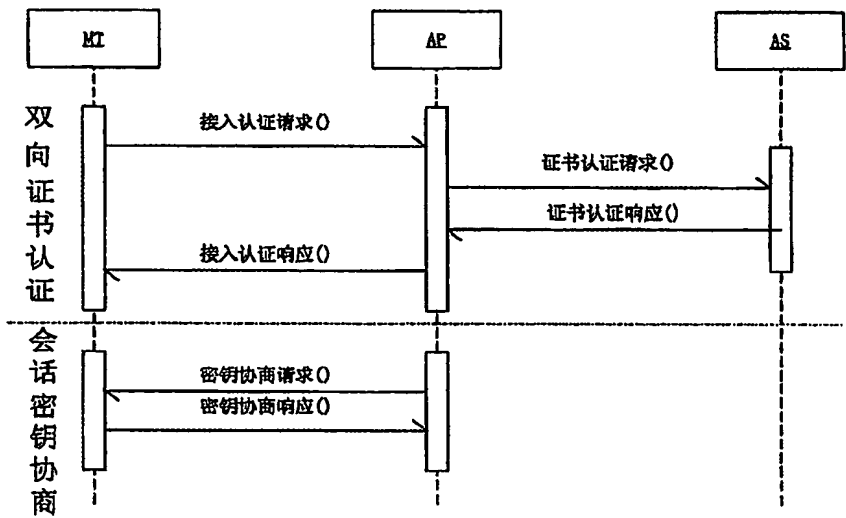 MT
AP
AS
双向证书认证
接入认证请求()
证书认证请求()
证书认证响应()
接入认证响应()
会话密钥协商
密钥协商请求()
密钥协商响应()